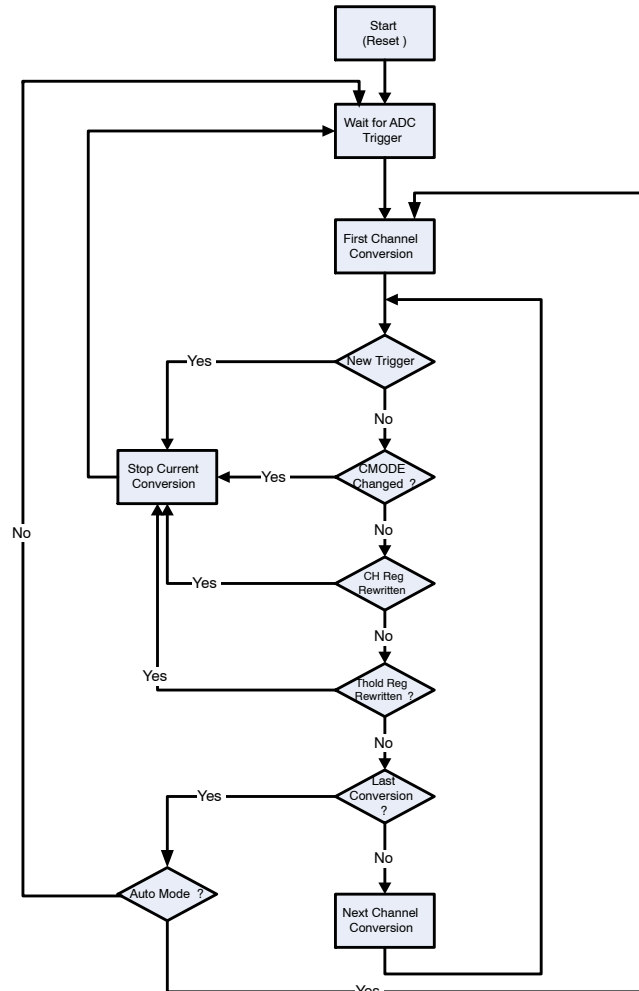 Start
(Reset )
Wait for ADC
Trigger
First Channel
Conversion
New Trigger
Yes
No
Stop Current
Conversion
Yes
CMODE
Changed ?
No
No
Yes
CH Reg
Rewritten
No
Yes
Thold Reg
Rewritten ?
No
Yes
Last
Conversion
?
No
Auto Mode ?
Next Channel
Conversion
Yes